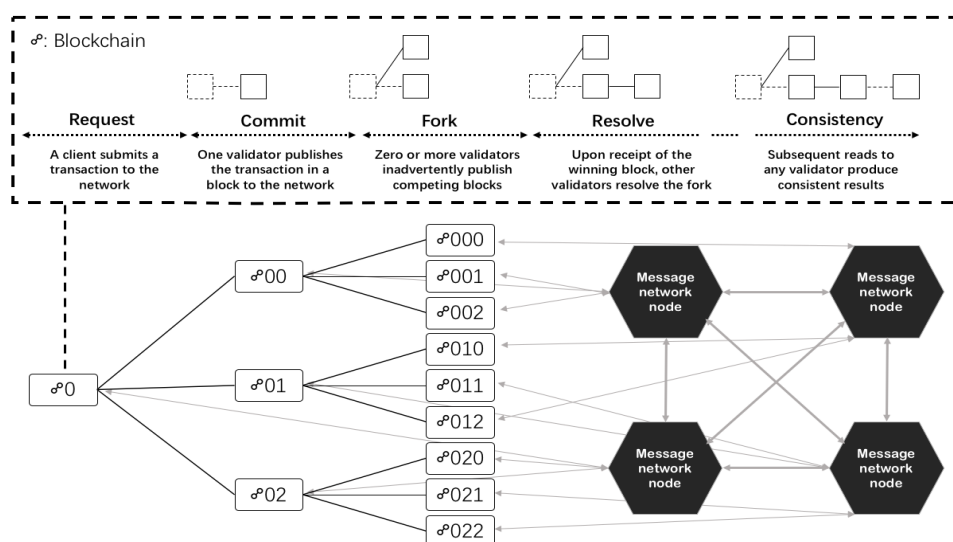 ☍: Blockchain
Request
Commit
Fork
Resolve
Consistency
A client submits a
transaction to the
network
One validator publishes
the transaction in a
block to the network
Zero or more validators
inadvertently publish
competing blocks
Upon receipt of the
winning block, other
validators resolve the fork
Subsequent reads to
any validator produce
consistent results
☍0
☍00
☍01
☍02
☍000
☍001
☍002
☍010
☍011
☍012
☍020
☍021
☍022
Message
network
node
Message
network
node
Message
network
node
Message
network
node